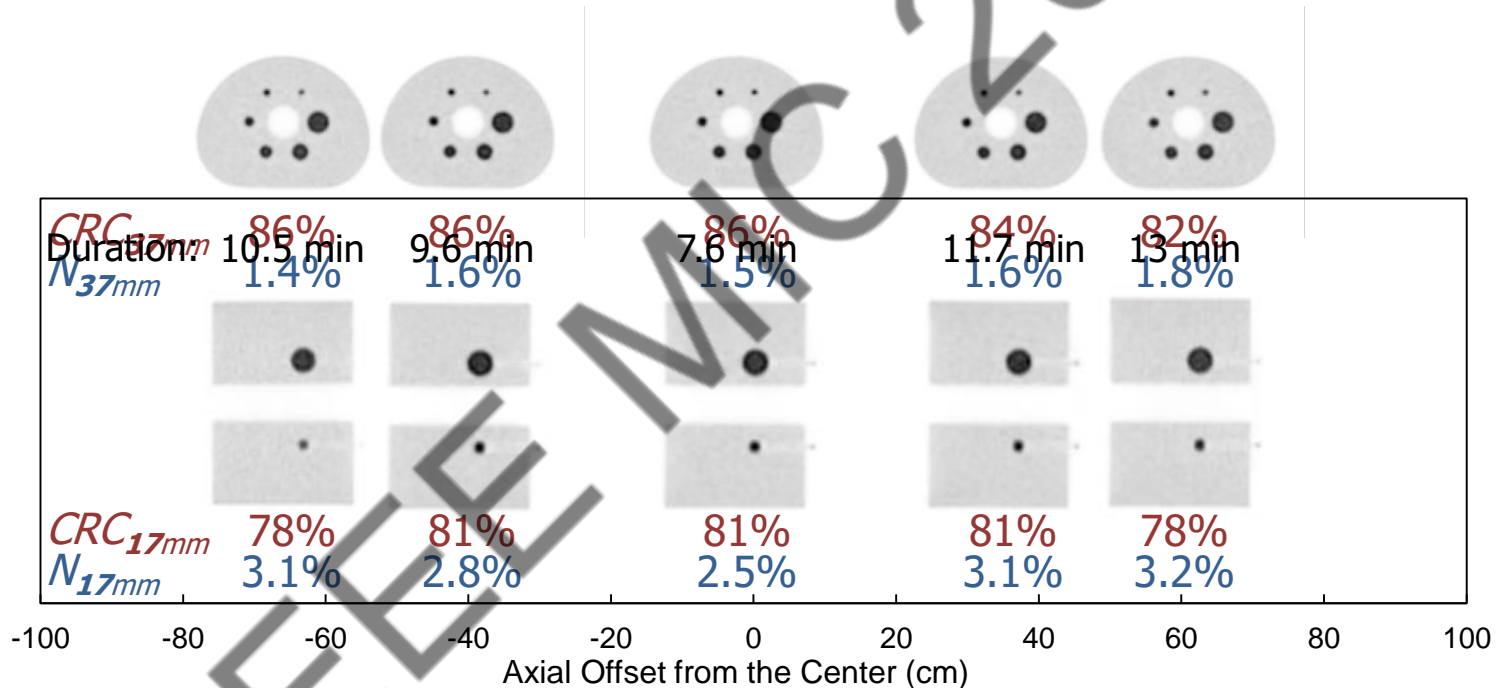 CRC37mm 86% 86% 86% 84% 82%
Duration: 10.5 min 9.6 min 7.6 min 11.7 min 13 min
N37mm 1.4% 1.6% 1.5% 1.6% 1.8%
CRC17mm 78% 81% 81% 81% 78%
N17mm 3.1% 2.8% 2.5% 3.1% 3.2%
-100 -80 -60 -40 -20 0 20 40 60 80 100
Axial Offset from the Center (cm)
EEE MIC 2